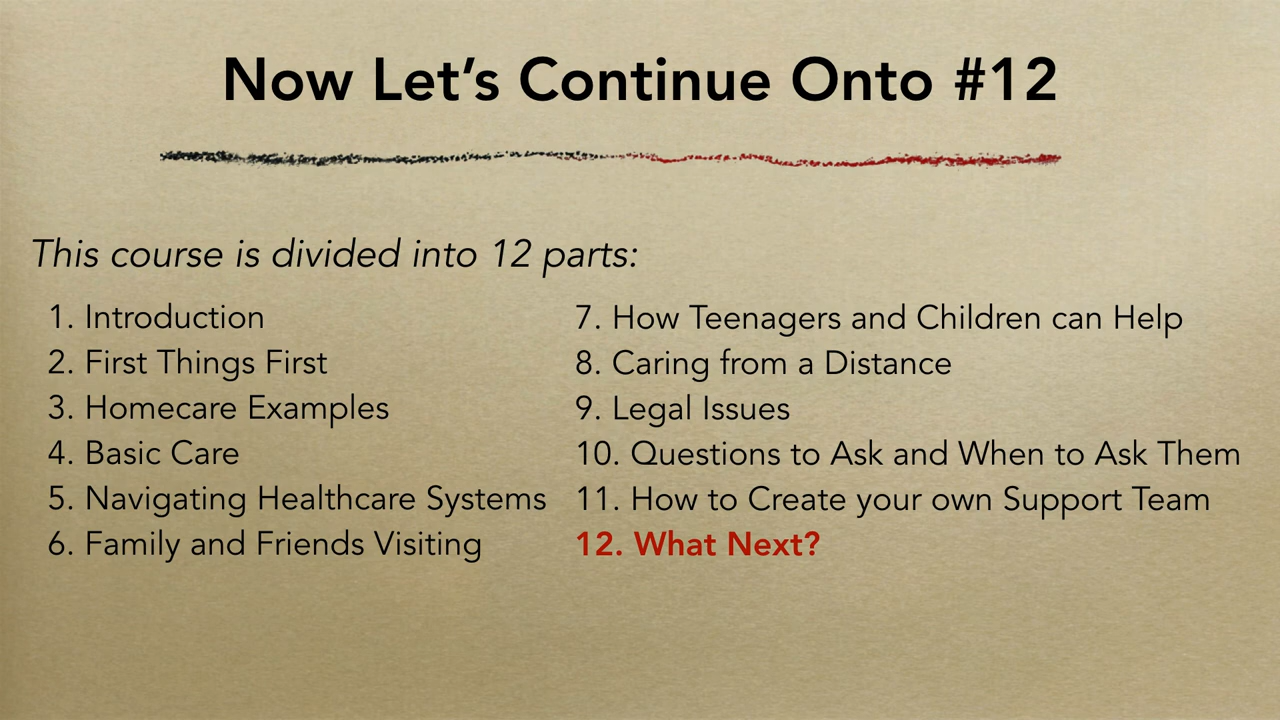 Now Let’s Continue Onto #12
This course is divided into 12 parts:
1. Introduction
2. First Things First
3. Homecare Examples
4. Basic Care
5. Navigating Healthcare Systems
6. Family and Friends Visiting
7. How Teenagers and Children can Help
8. Caring from a Distance
9. Legal Issues
10. Questions to Ask and When to Ask Them
11. How to Create your own Support Team
12. What Next?